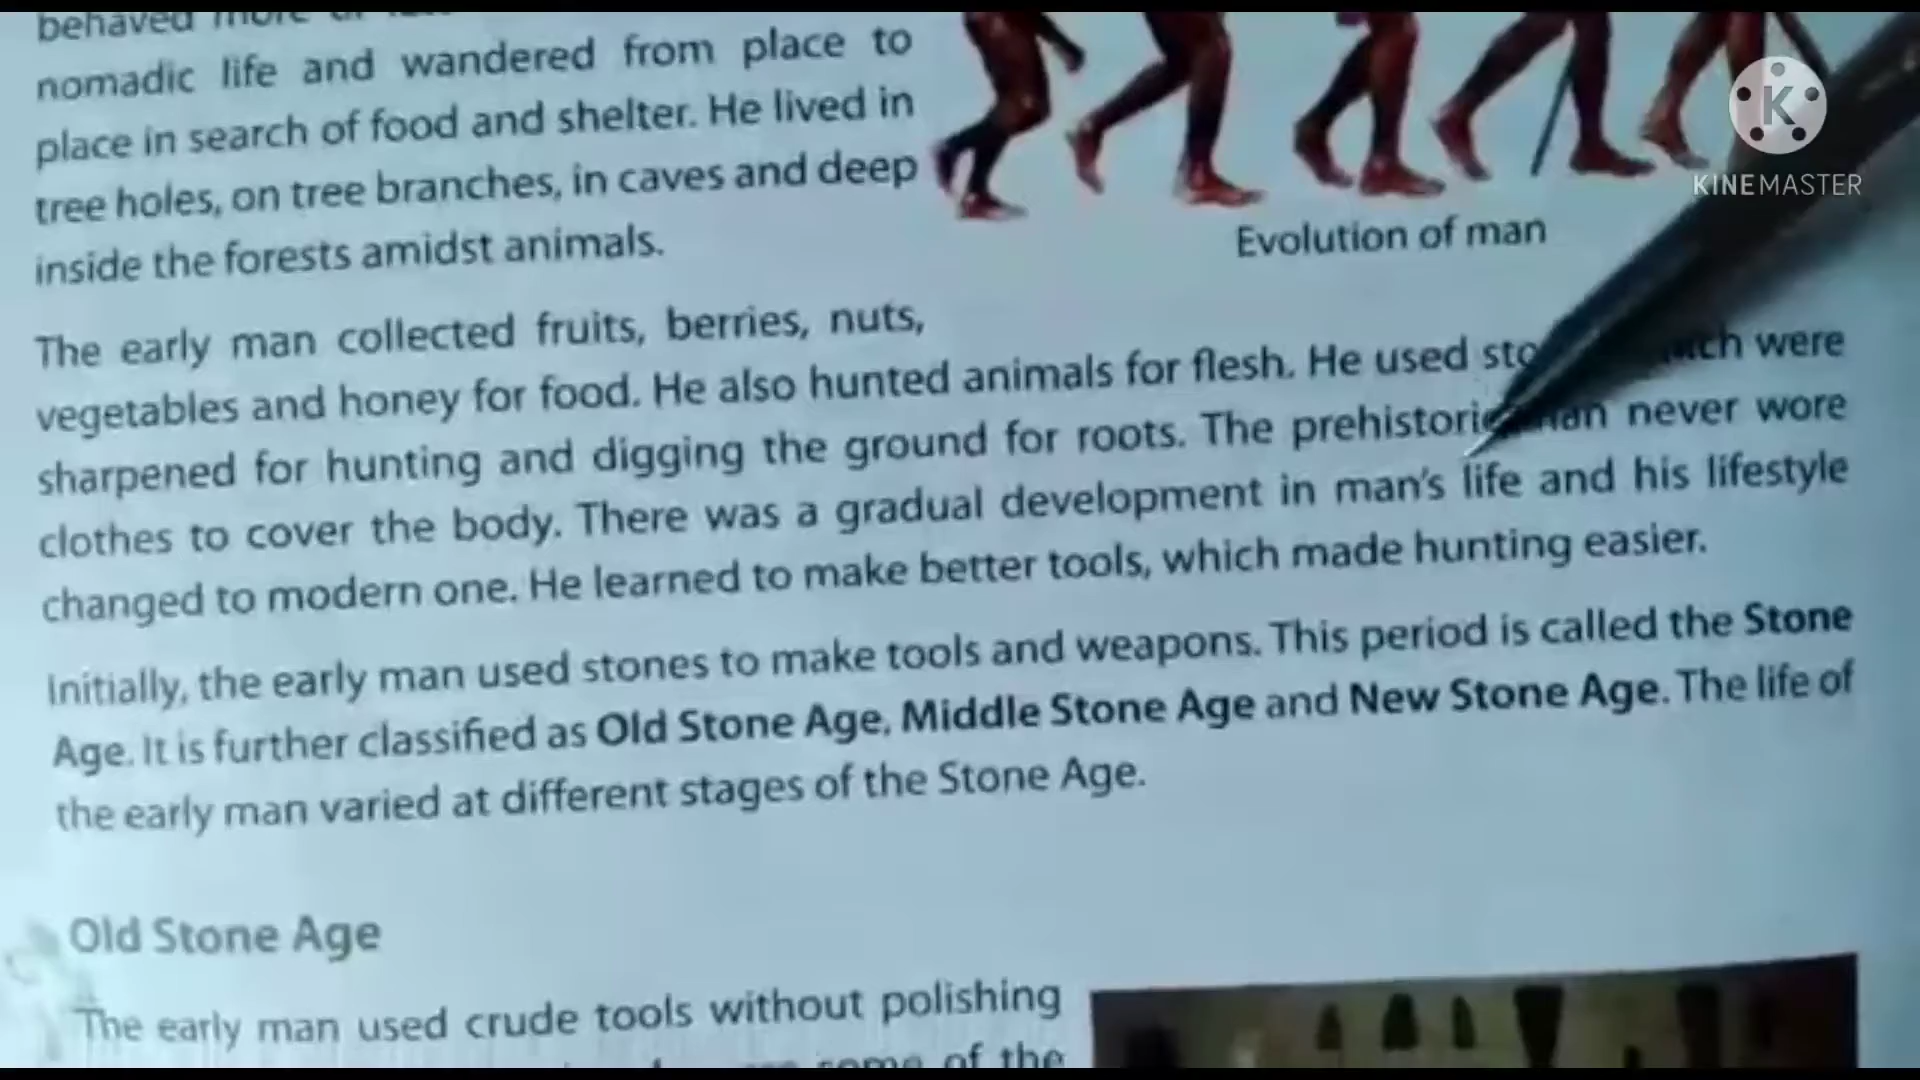 behaved more
nomadic life and wandered from place to
place in search of food and shelter. He lived in
tree holes, on tree branches, in caves and deep
inside the forests amidst animals.
Evolution of man
KINEMASTER
The early man collected fruits, berries, nuts,
vegetables and honey for food. He also hunted animals for flesh. He used were
sharpened for hunting and digging the ground for roots. The prehistoric man never wore
clothes to cover the body. There was a gradual development in man's life and his lifestyle
changed to modern one. He learned to make better tools, which made hunting easier.
Initially, the early man used stones to make tools and weapons. This period is called the Stone
Age. It is further classified as Old Stone Age, Middle Stone Age and New Stone Age. The life of
the early man varied at different stages of the Stone Age.
Old Stone Age
The early man used crude tools without polishing
some of the